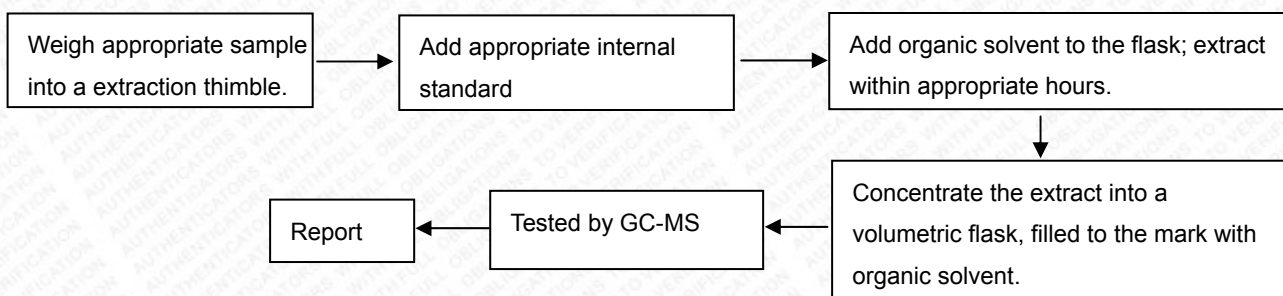 Weigh appropriate sample
into a extraction thimble.
Add appropriate internal
standard
Add organic solvent to the flask; extract
within appropriate hours.
Concentrate the extract into a
volumetric flask, filled to the mark with
organic solvent.
Tested by GC-MS
Report